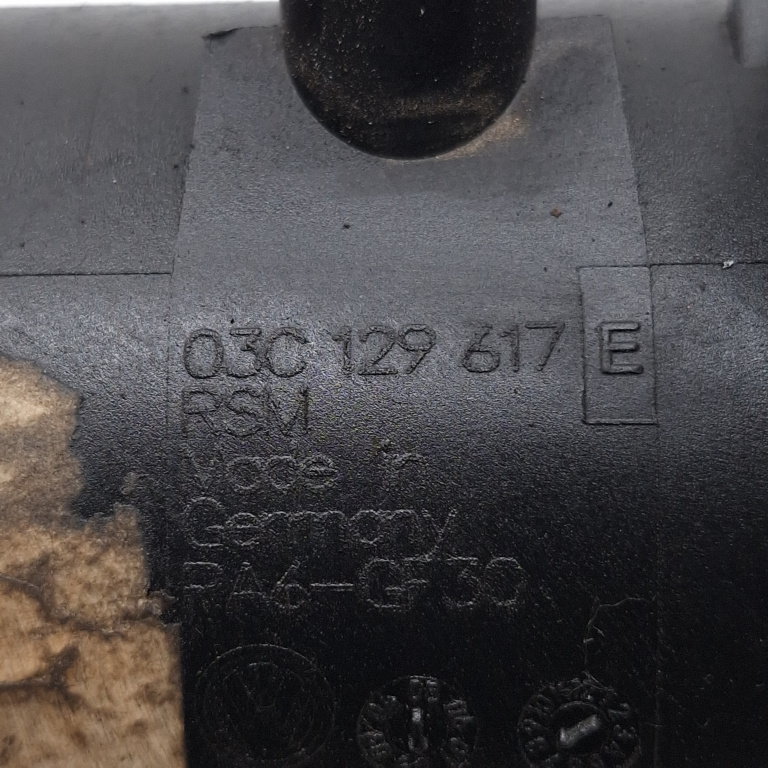 03C 129 617 E
RSM
Made in
Germany
PA6-GF30